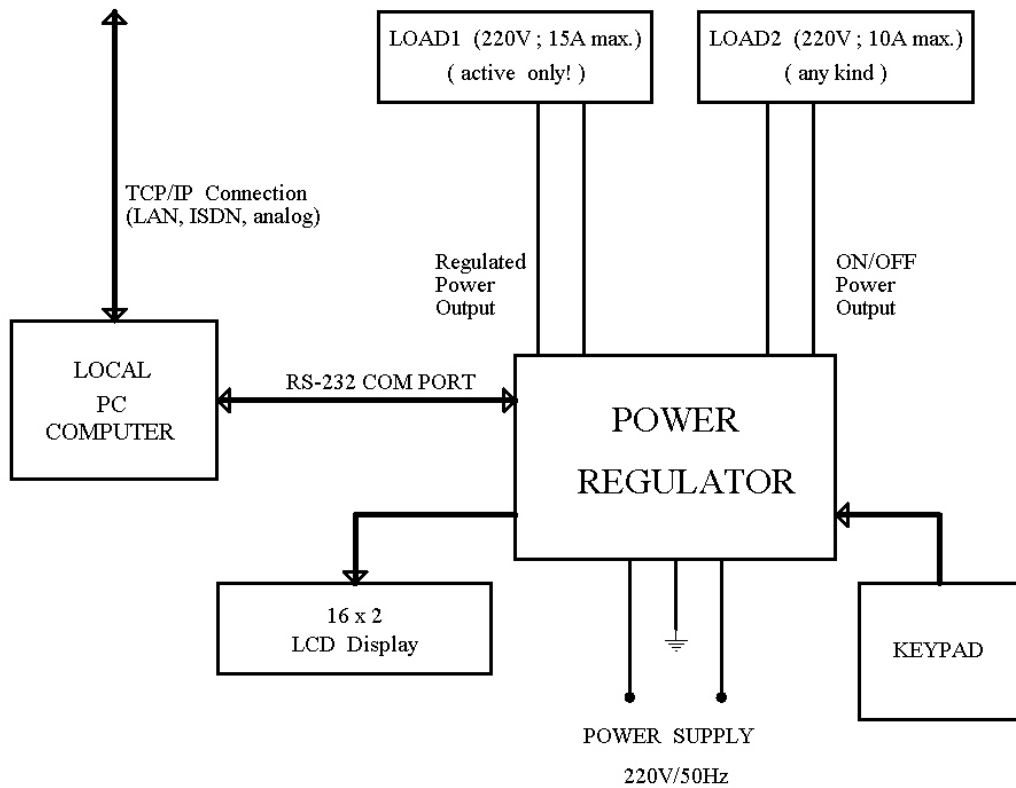 LOAD1 (220V ; 15A max.)
( active only! )
LOAD2 (220V ; 10A max.)
( any kind )
TCP/IP Connection
(LAN, ISDN, analog)
Regulated
Power
Output
ON/OFF
Power
Output
LOCAL
PC
COMPUTER
RS-232 COM PORT
POWER
REGULATOR
16 x 2
LCD Display
KEYPAD
POWER SUPPLY
220V/50Hz